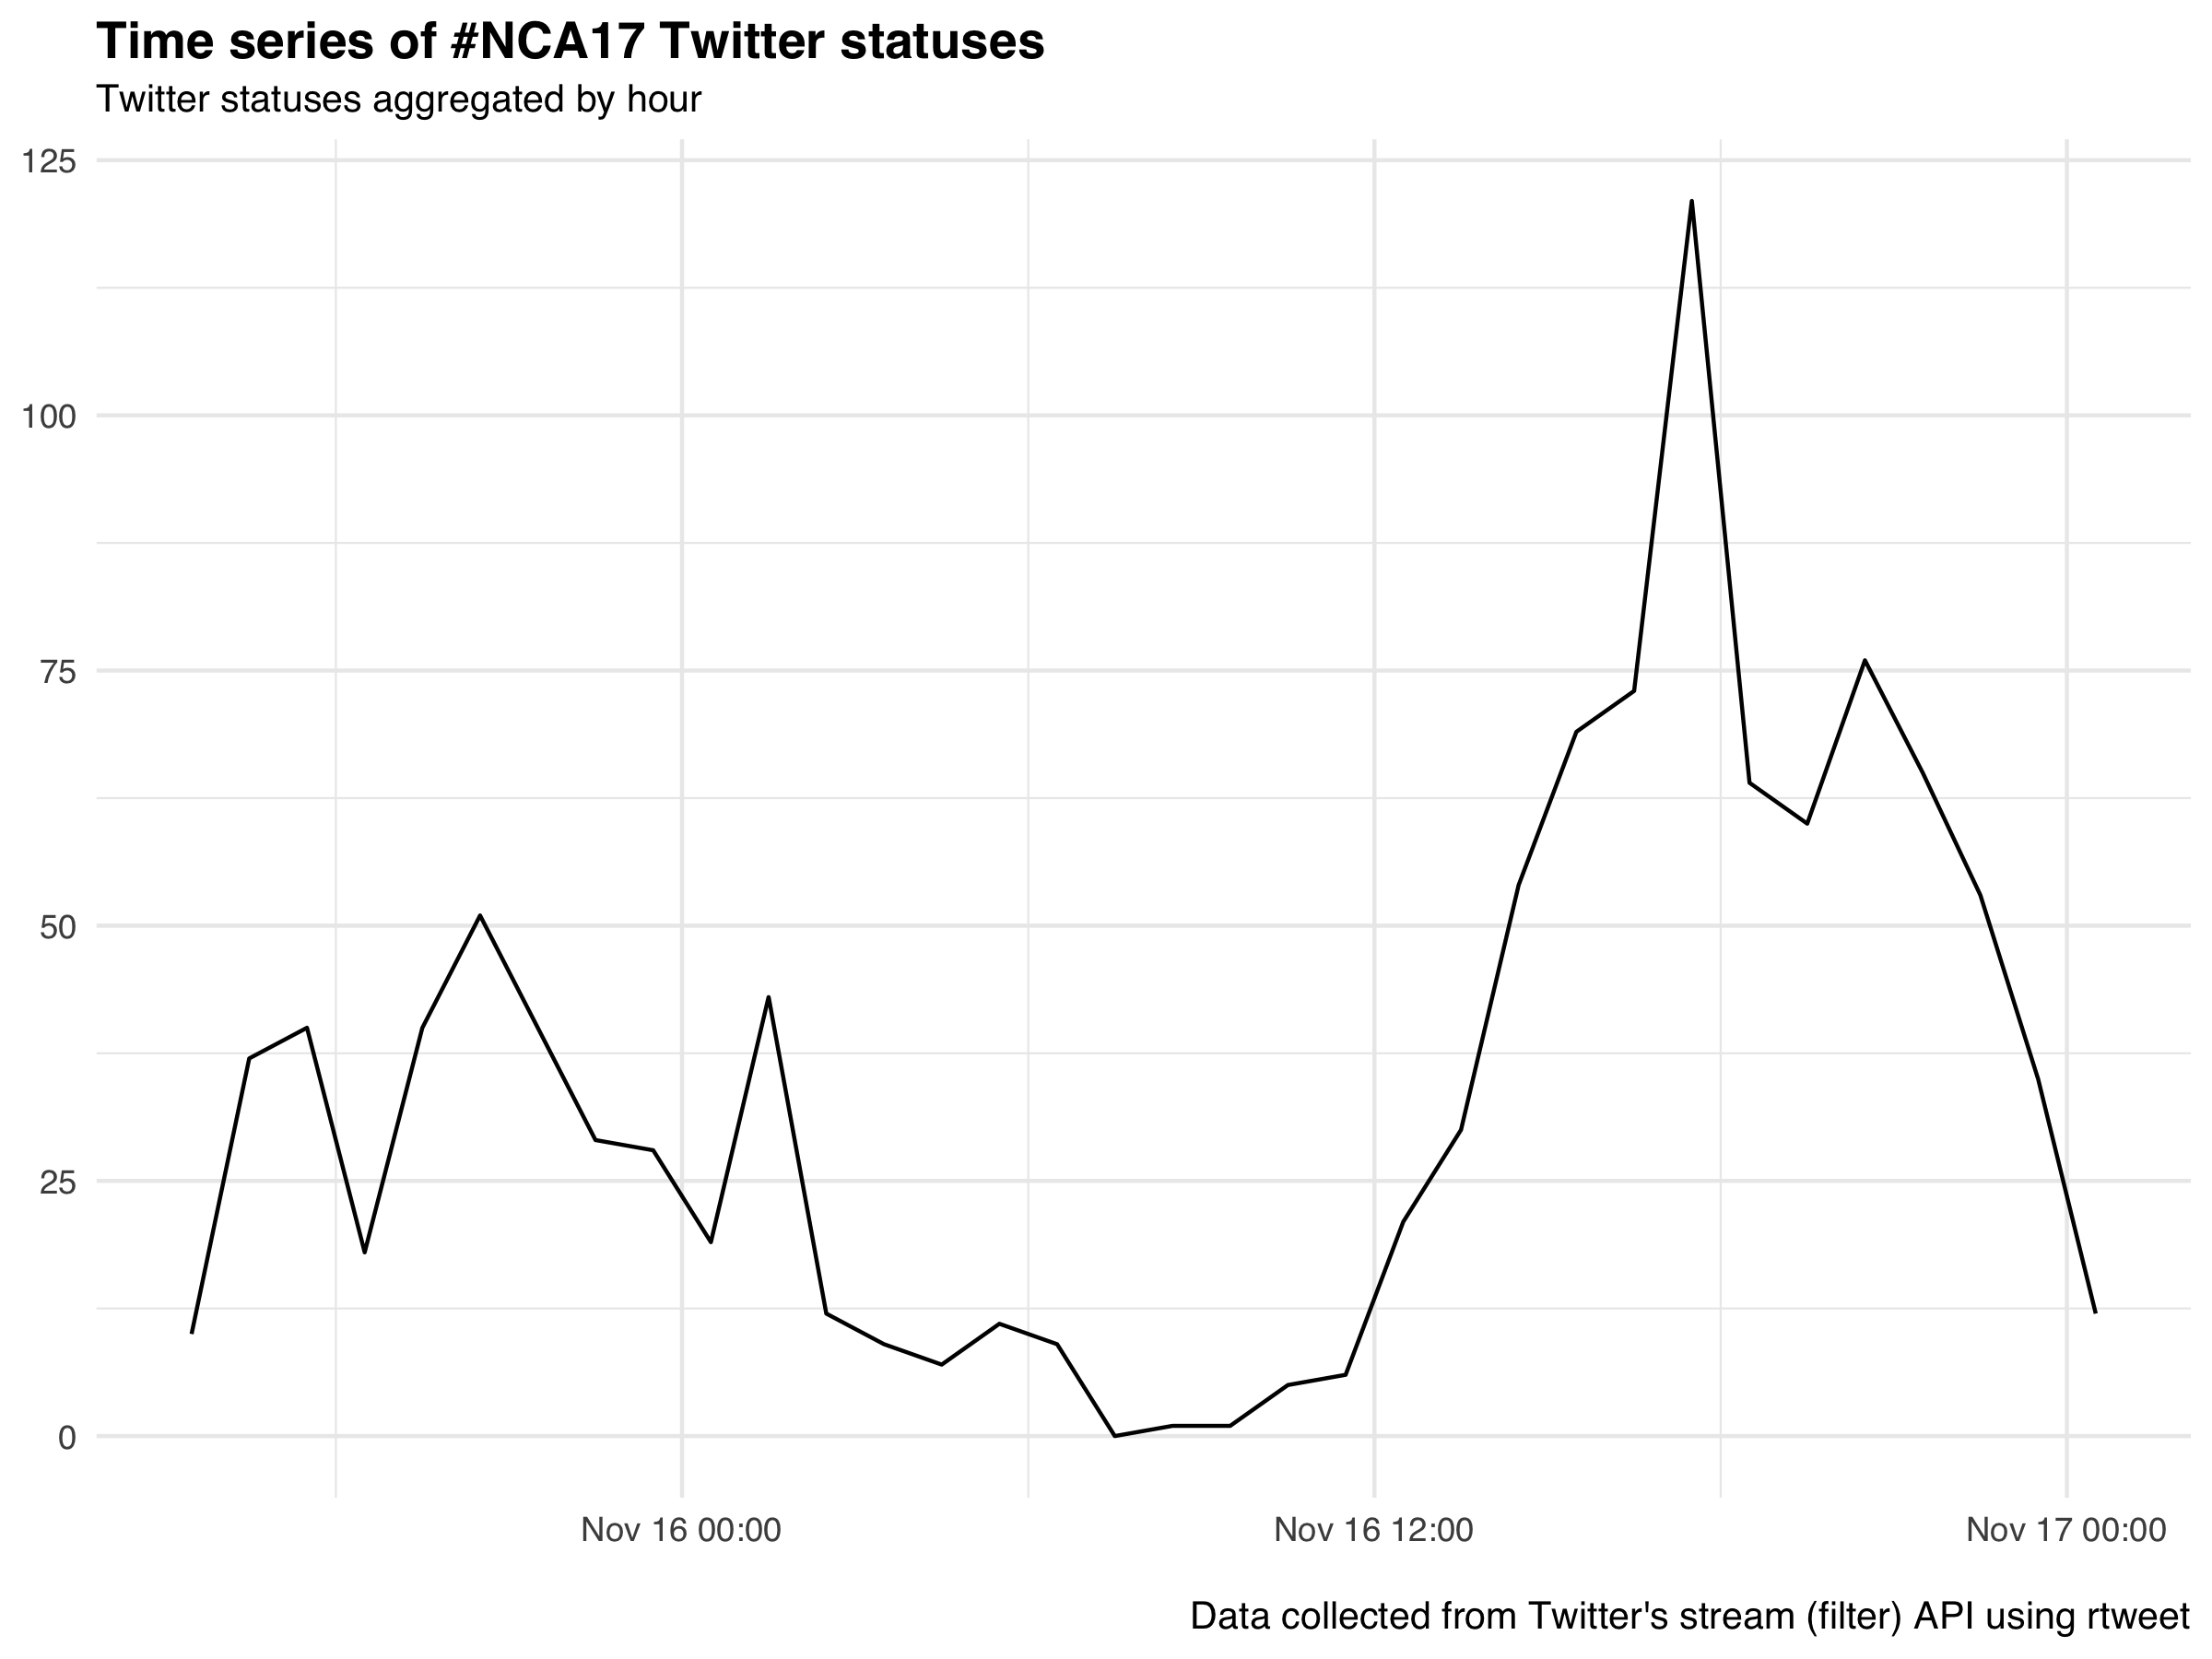 Time series of #NCA17 Twitter statuses
Twitter statuses aggregated by hour
125
100
75
50
25
0
Nov 16 00:00
Nov 16 12:00
Nov 17 00:00
Data collected from Twitter's stream (filter) API using rtweet